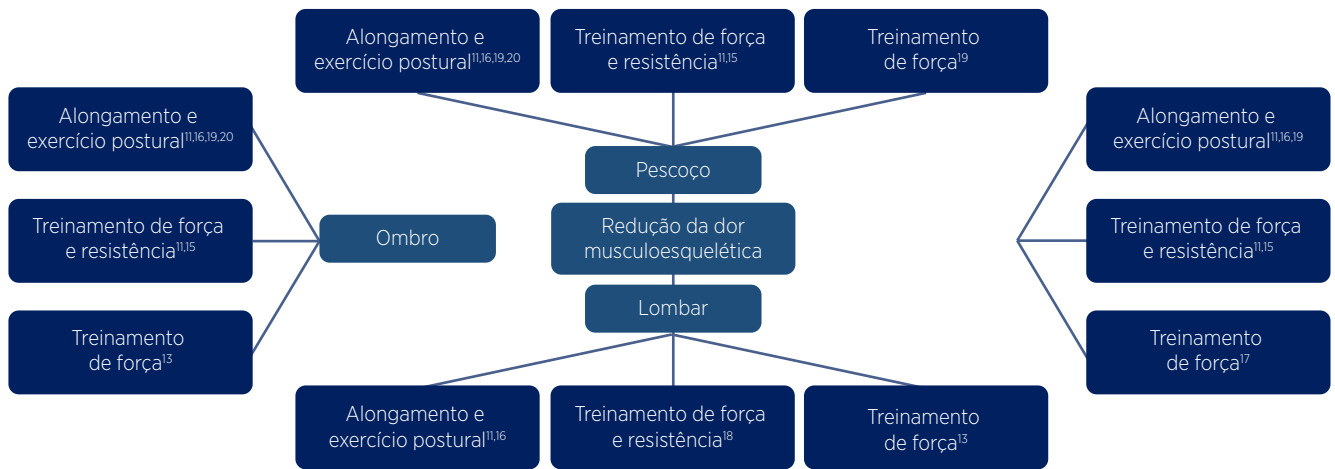 Alongamento e
exercício postural11,16,19,20
Treinamento de força
e resistência11,15
Treinamento
de força19
Alongamento e
exercício postural11,16,19,20
Treinamento de força
e resistência11,15
Treinamento
de força13
Ombro
Pescoço
Redução da dor
musculoesquelética
Lombar
Alongamento e
exercício postural11,16,19
Treinamento de força
e resistência11,15
Treinamento
de força17
Alongamento e
exercício postural11,16
Treinamento de força
e resistência18
Treinamento
de força13